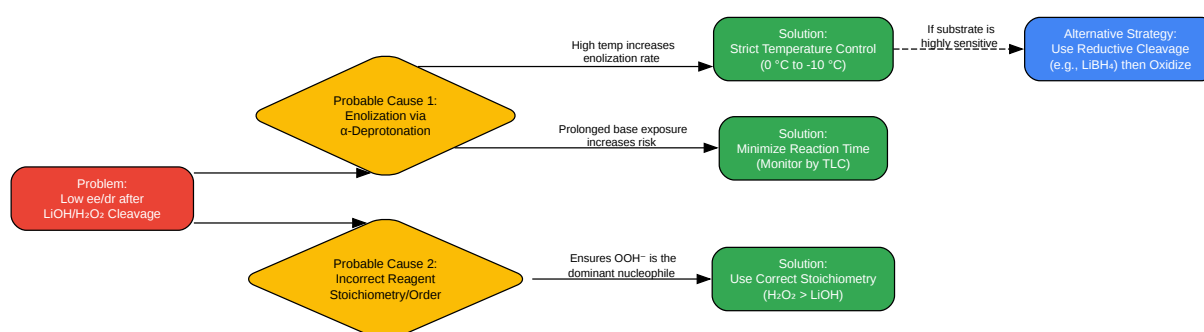 Problem:
Low ee/dr after
LiOH/H₂O₂ Cleavage
Probable Cause 1:
Enolization via
α-Deprotonation
High temp increases
enolization rate
Solution:
Strict Temperature Control
(0 °C to -10 °C)
If substrate is
highly sensitive
Alternative Strategy:
Use Reductive Cleavage
(e.g., LiBH₄) then Oxidize
Prolonged base exposure
increases risk
Solution:
Minimize Reaction Time
(Monitor by TLC)
Probable Cause 2:
Incorrect Reagent
Stoichiometry/Order
Ensures OOH⁻ is the
dominant nucleophile
Solution:
Use Correct Stoichiometry
(H₂O₂ > LiOH)